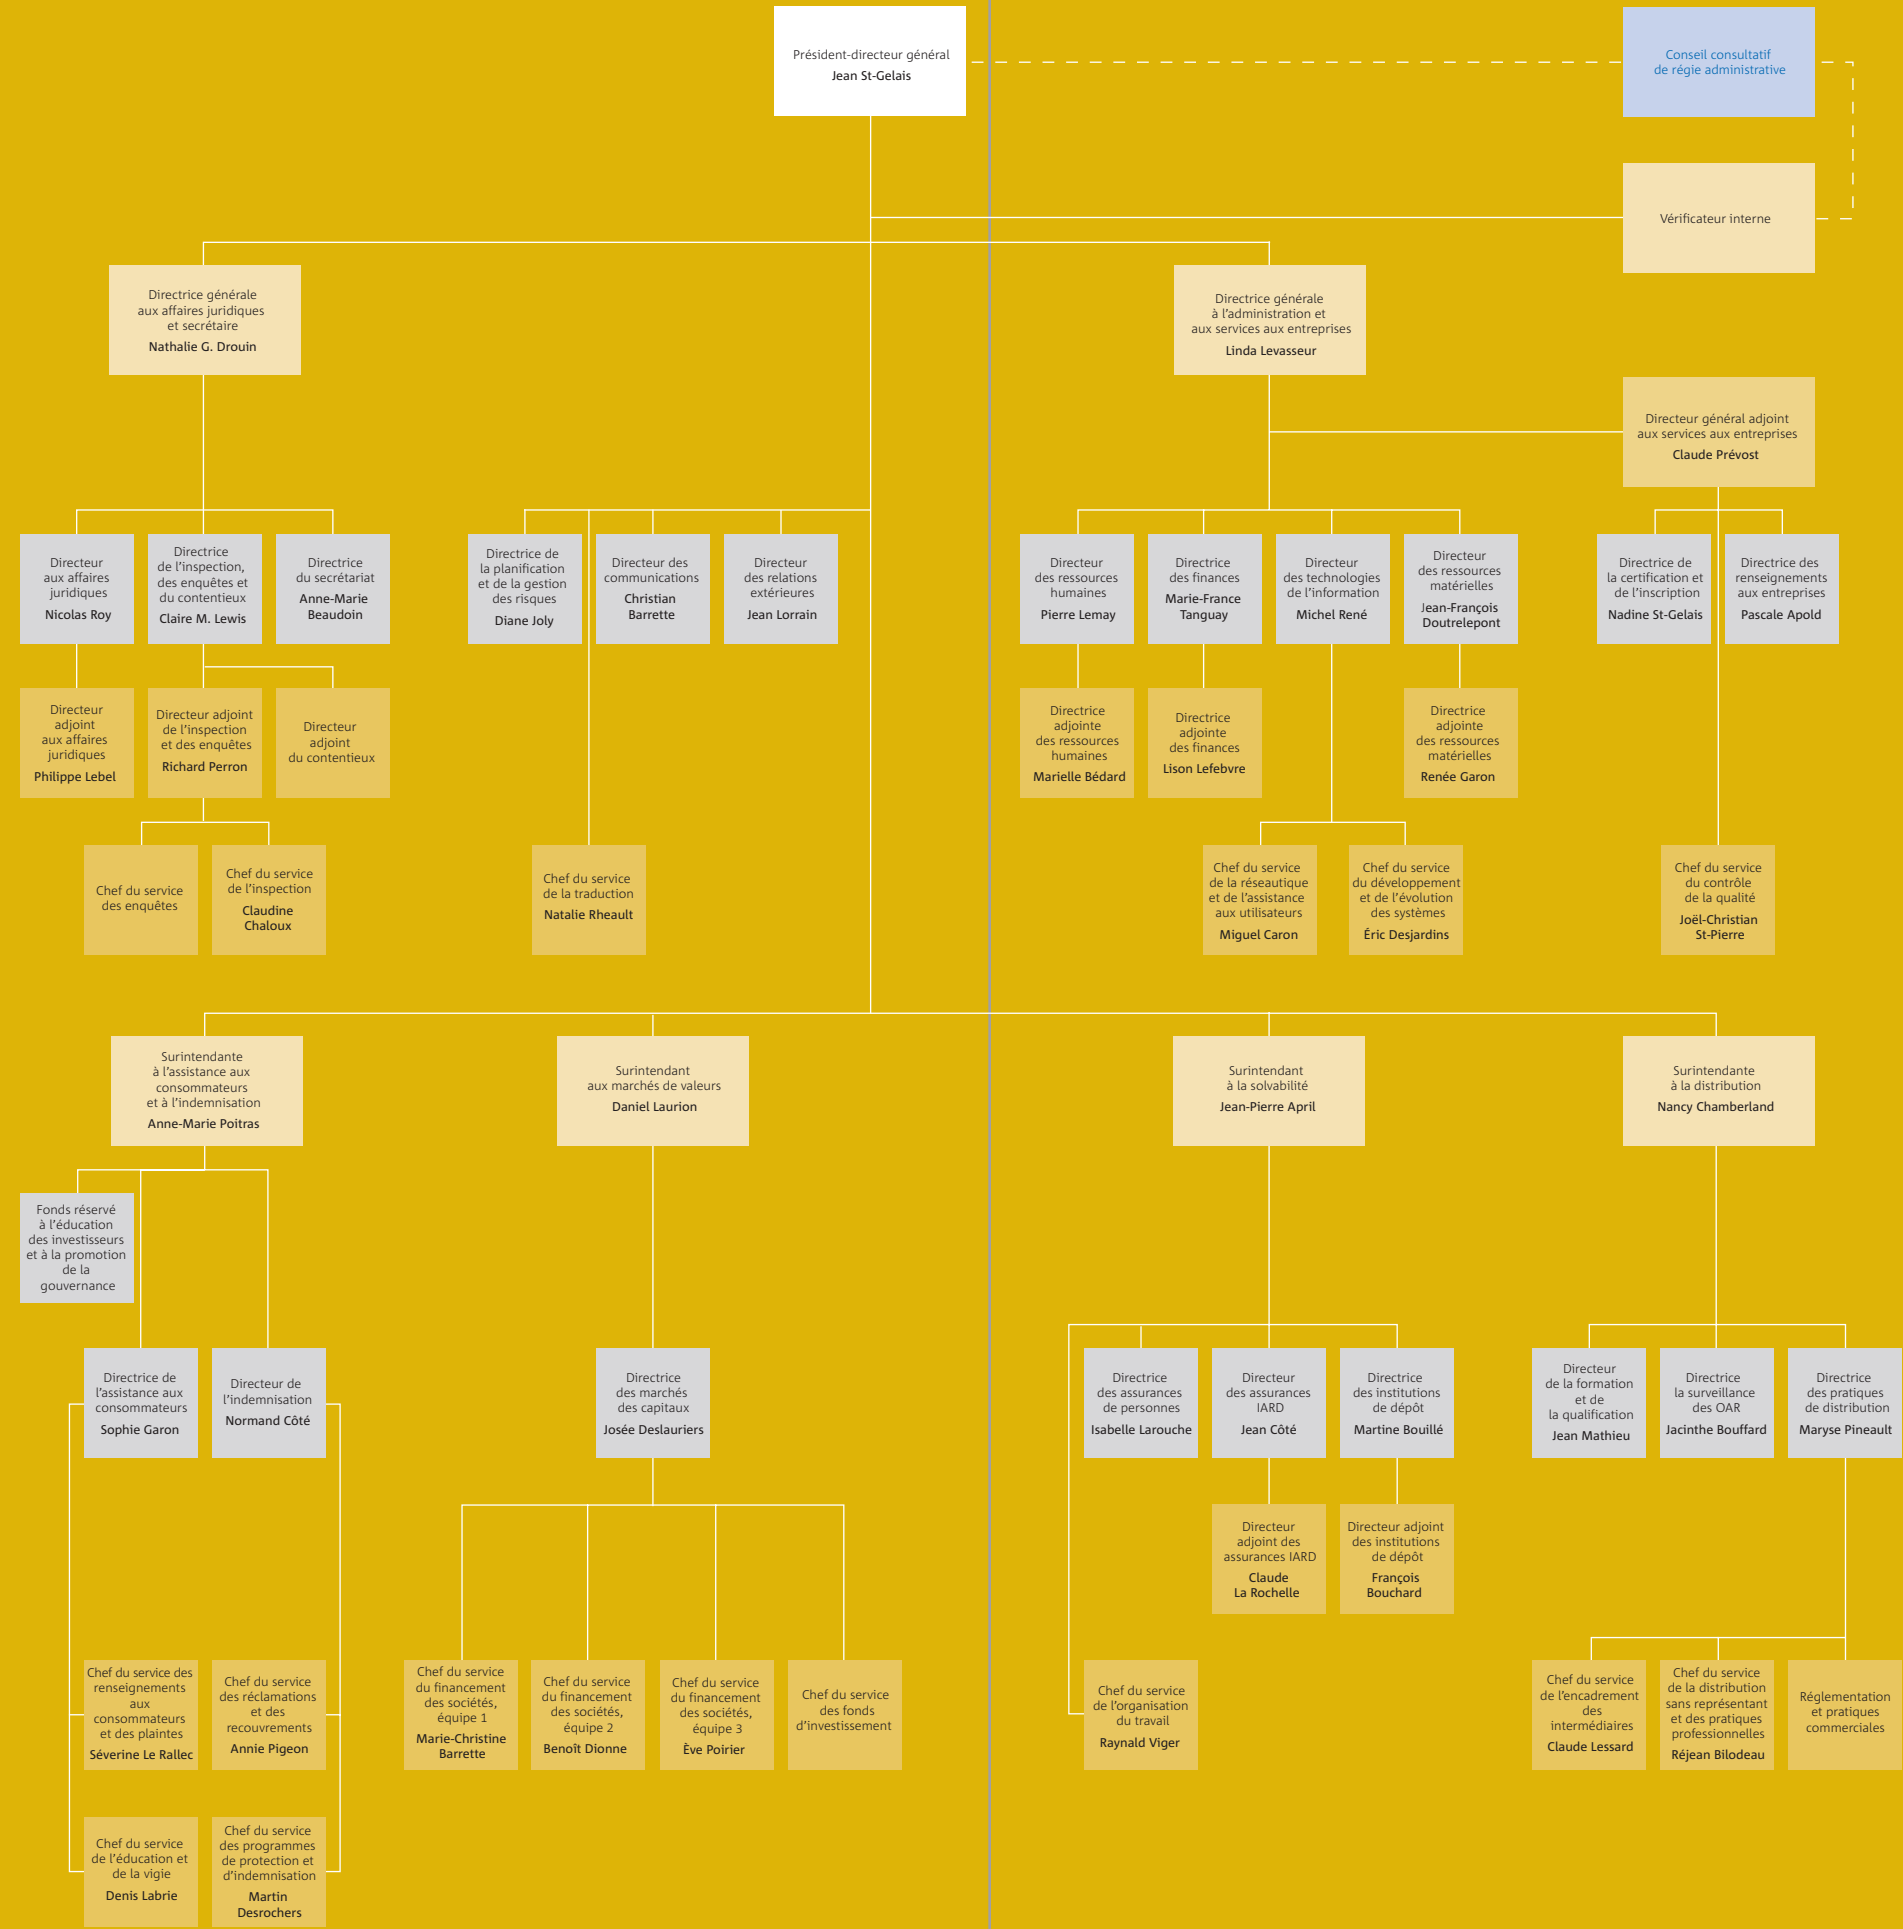 Président-directeur général
Jean St-Gelais
Conseil consultatif
de régie administrative
Vérificateur interne
Directrice générale
aux affaires juridiques
et secrétaire
Nathalie G. Drouin
Directrice générale
à l'administration et
aux services aux entreprises
Linda Levasseur
Directeur général adjoint
aux services aux entreprises
Claude Prévost
Directeur
aux affaires
juridiques
Nicolas Roy
Directrice
de l'inspection,
des enquêtes et
du contentieux
Claire M. Lewis
Directrice
du secrétariat
Anne-Marie
Beaudoin
Directrice de
la planification
et de la gestion
des risques
Diane Joly
Directeur des
communications
Christian
Barrette
Directeur
des relations
extérieures
Jean Lorrain
Directeur
des ressources
humaines
Pierre Lemay
Directrice
des finances
Marie-France
Tanguay
Directeur
des technologies
de l'information
Michel René
Directeur
des ressources
matérielles
Jean-François
Doutrelepont
Directrice de
la certification et
de l'inscription
Nadine St-Gelais
Directrice des
renseignements
aux entreprises
Pascale Apold
Directeur
adjoint
aux affaires
juridiques
Philippe Lebel
Directeur adjoint
de l'inspection
et des enquêtes
Richard Perron
Directeur
adjoint
du contentieux
Directrice
adjointe
des ressources
humaines
Marielle Bédard
Directrice
adjointe
des finances
Lison Lefebvre
Directrice
adjointe
des ressources
matérielles
Renée Garon
Chef du service
des enquêtes
Chef du service
de l'inspection
Claudine
Chaloux
Chef du service
de la traduction
Natalie Rheault
Chef du service
de la réseautique
et de l'assistance
aux utilisateurs
Miguel Caron
Chef du service
du développement
et de l'évolution
des systèmes
Éric Desjardins
Chef du service
du contrôle
de la qualité
Joël-Christian
St-Pierre
Surintendante
à l'assistance aux
consommateurs
et à l'indemnisation
Anne-Marie Poitras
Surintendant
aux marchés de valeurs
Daniel Laurion
Surintendant
à la solvabilité
Jean-Pierre April
Surintendante
à la distribution
Nancy Chamberland
Fonds réservé
à l'éducation
des investisseurs
et à la promotion
de la
gouvernance
Directrice de
l'assistance aux
consommateurs
Sophie Garon
Directeur de
l'indemnisation
Normand Côté
Directrice
des marchés
des capitaux
Josée Deslauriers
Directrice
des assurances
de personnes
Isabelle Larouche
Directeur
des assurances
IARD
Jean Côté
Directrice
des institutions
de dépôt
Martine Bouillé
Directeur
de la formation
et de
la qualification
Jean Mathieu
Directrice
la surveillance
des OAR
Jacinthe Bouffard
Directrice
des pratiques
de distribution
Maryse Pineault
Directeur
adjoint des
assurances IARD
Claude
La Rochelle
Directeur adjoint
des institutions
de dépôt
François
Bouchard
Chef du service des
renseignements
aux
consommateurs
et des plaintes
Séverine Le Rallec
Chef du service
des réclamations
et des
recouvrements
Annie Pigeon
Chef du service
du financement
des sociétés,
équipe 1
Marie-Christine
Barrette
Chef du service
du financement
des sociétés,
équipe 2
Benoît Dionne
Chef du service
du financement
des sociétés,
équipe 3
Ève Poirier
Chef du service
des fonds
d'investissement
Chef du service
de l'organisation
du travail
Raynald Viger
Chef du service
de l'encadrement
des
intermédiaires
Claude Lessard
Chef du service
de la distribution
sans représentant
et des pratiques
professionnelles
Réjean Bilodeau
Réglementation
et pratiques
commerciales
Chef du service
de l'éducation et
de la vigie
Denis Labrie
Chef du service
des programmes
de protection et
d'indemnisation
Martin
Desrochers